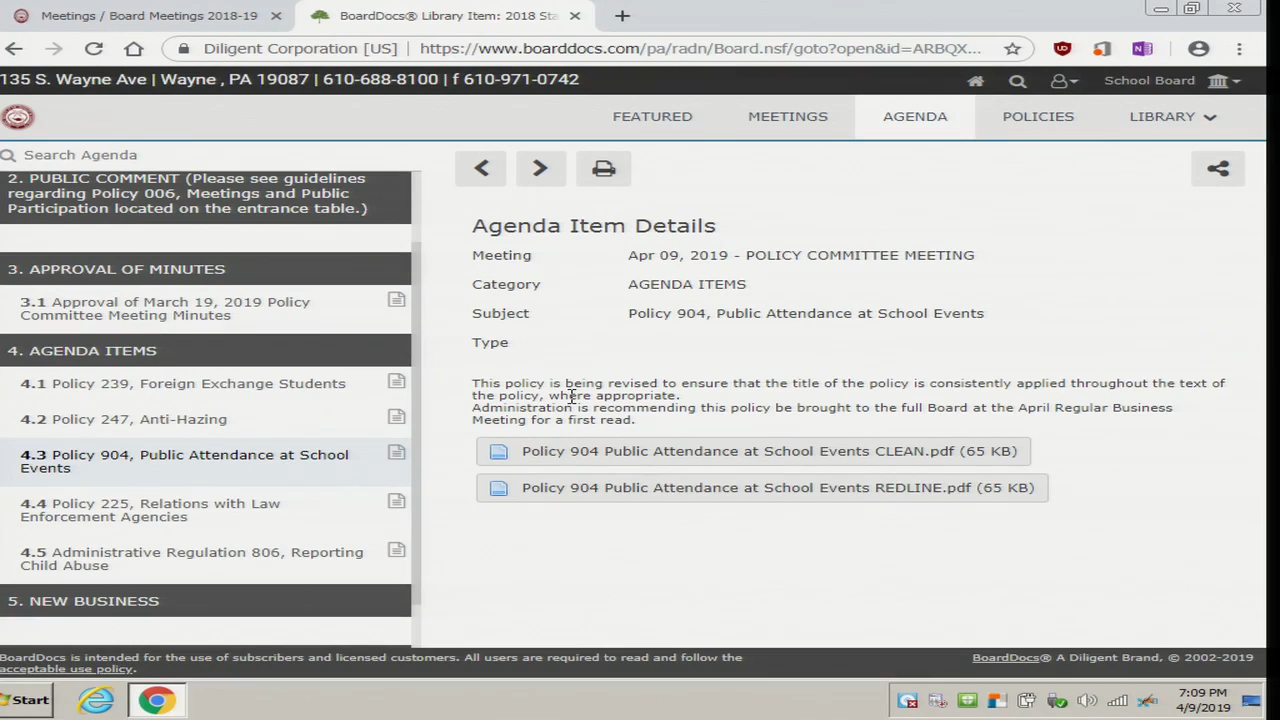 Meetings / Board Meetings 2018-19
BoardDocs® Library Item: 2018 Sta
Diligent Corporation [US] | https://www.boarddocs.com/pa/radn/Board.nsf/goto?open&id=ARBQX...
135 S. Wayne Ave | Wayne , PA 19087 | 610-688-8100 | f 610-971-0742
School Board
FEATURED MEETINGS AGENDA POLICIES LIBRARY
Search Agenda
2. PUBLIC COMMENT (Please see guidelines
regarding Policy 006, Meetings and Public
Participation located on the entrance table.)
3. APPROVAL OF MINUTES
3.1 Approval of March 19, 2019 Policy
Committee Meeting Minutes
4. AGENDA ITEMS
4.1 Policy 239, Foreign Exchange Students
4.2 Policy 247, Anti-Hazing
4.3 Policy 904, Public Attendance at School
Events
4.4 Policy 225, Relations with Law
Enforcement Agencies
4.5 Administrative Regulation 806, Reporting
Child Abuse
5. NEW BUSINESS
Agenda Item Details
Meeting Apr 09, 2019 - POLICY COMMITTEE MEETING
Category AGENDA ITEMS
Subject Policy 904, Public Attendance at School Events
Type
This policy is being revised to ensure that the title of the policy is consistently applied throughout the text of
the policy, where appropriate.
Administration is recommending this policy be brought to the full Board at the April Regular Business
Meeting for a first read.
Policy 904 Public Attendance at School Events CLEAN.pdf (65 KB)
Policy 904 Public Attendance at School Events REDLINE.pdf (65 KB)
BoardDocs is intended for the use of subscribers and licensed customers. All users are required to read and follow the
acceptable use policy.
BoardDocs® A Diligent Brand, © 2002-2019
Start
7:09 PM
4/9/2019